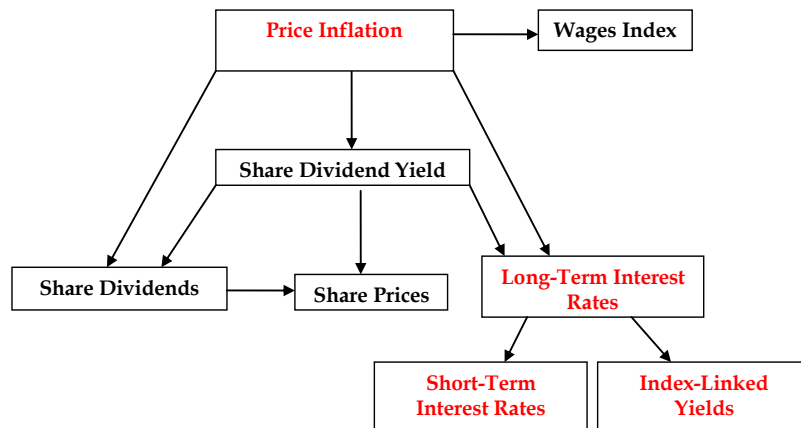 Price Inflation
Wages Index
Share Dividend Yield
Share Dividends
Share Prices
Long-Term Interest
Rates
Short-Term
Interest Rates
Index-Linked
Yields